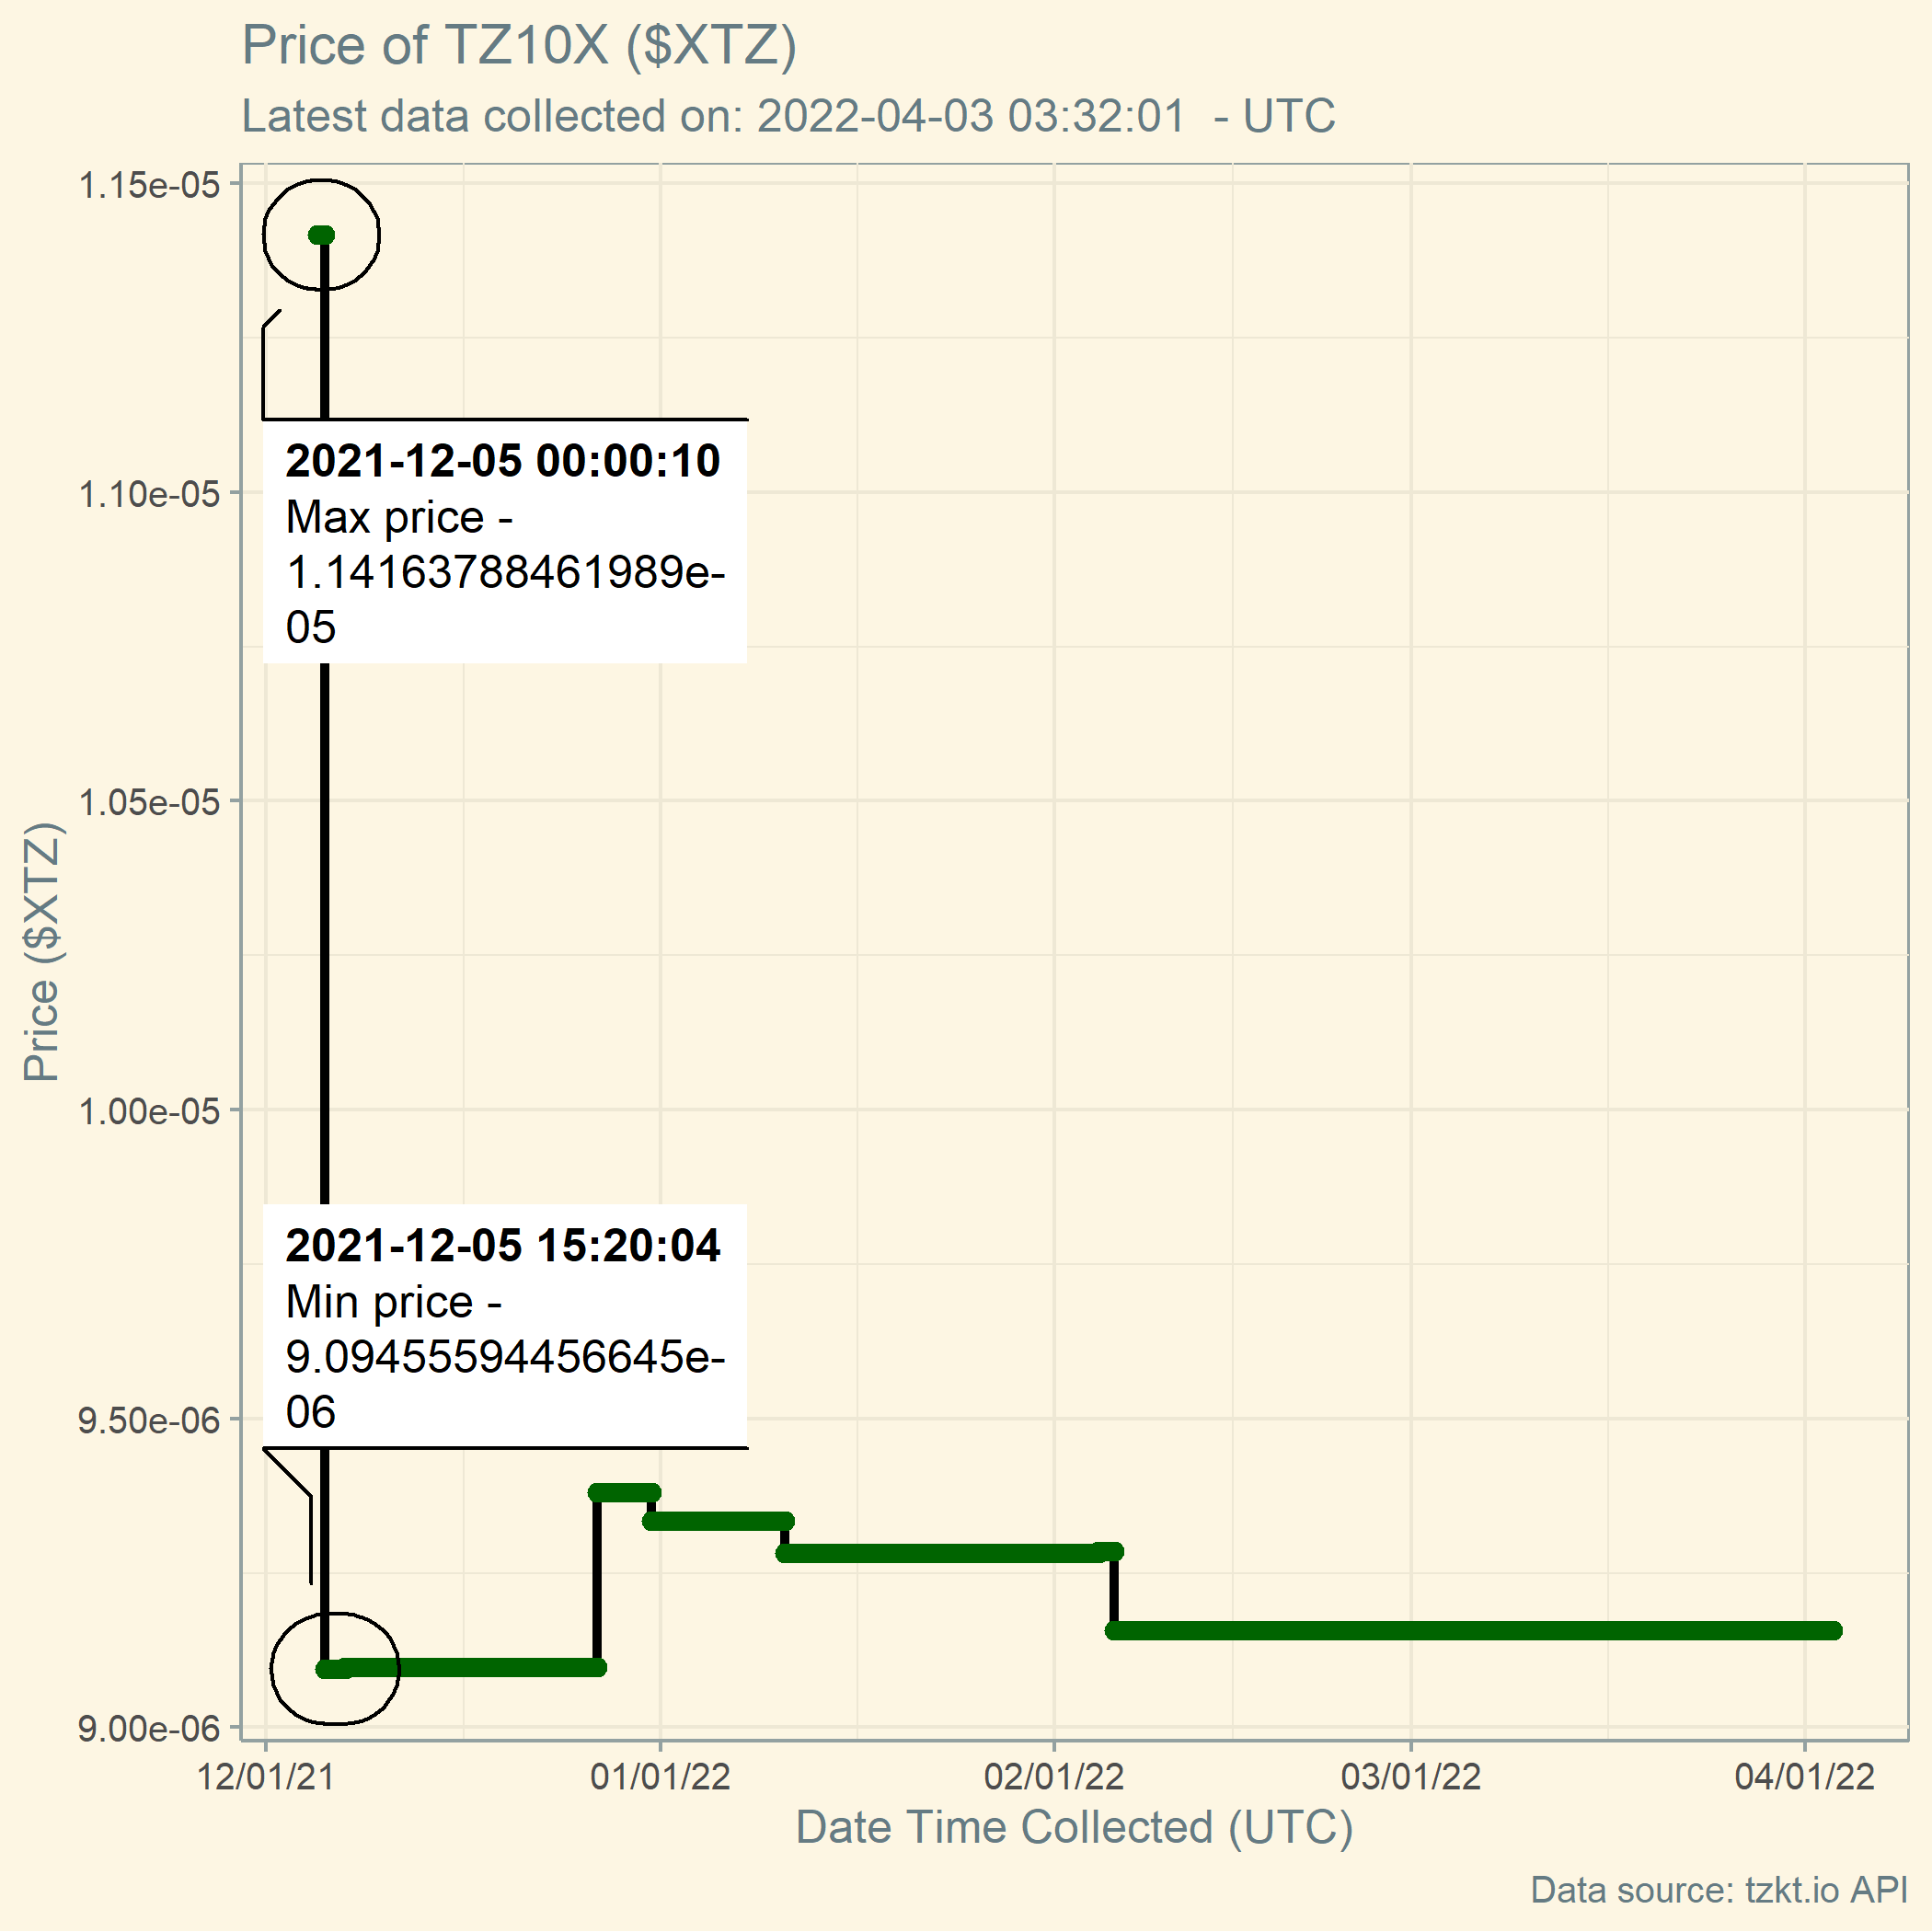 Price of TZ10X ($XTZ)
Latest data collected on: 2022-04-03 03:32:01  - UTC
1.15e-05
1.10e-05
1.05e-05
1.00e-05
9.50e-06
9.00e-06
Price ($XTZ)
2021-12-05 00:00:10
Max price -
1.14163788461989e-
05
2021-12-05 15:20:04
Min price -
9.09455594456645e-
06
12/01/21
01/01/22
02/01/22
03/01/22
04/01/22
Date Time Collected (UTC)
Data source: tzkt.io API